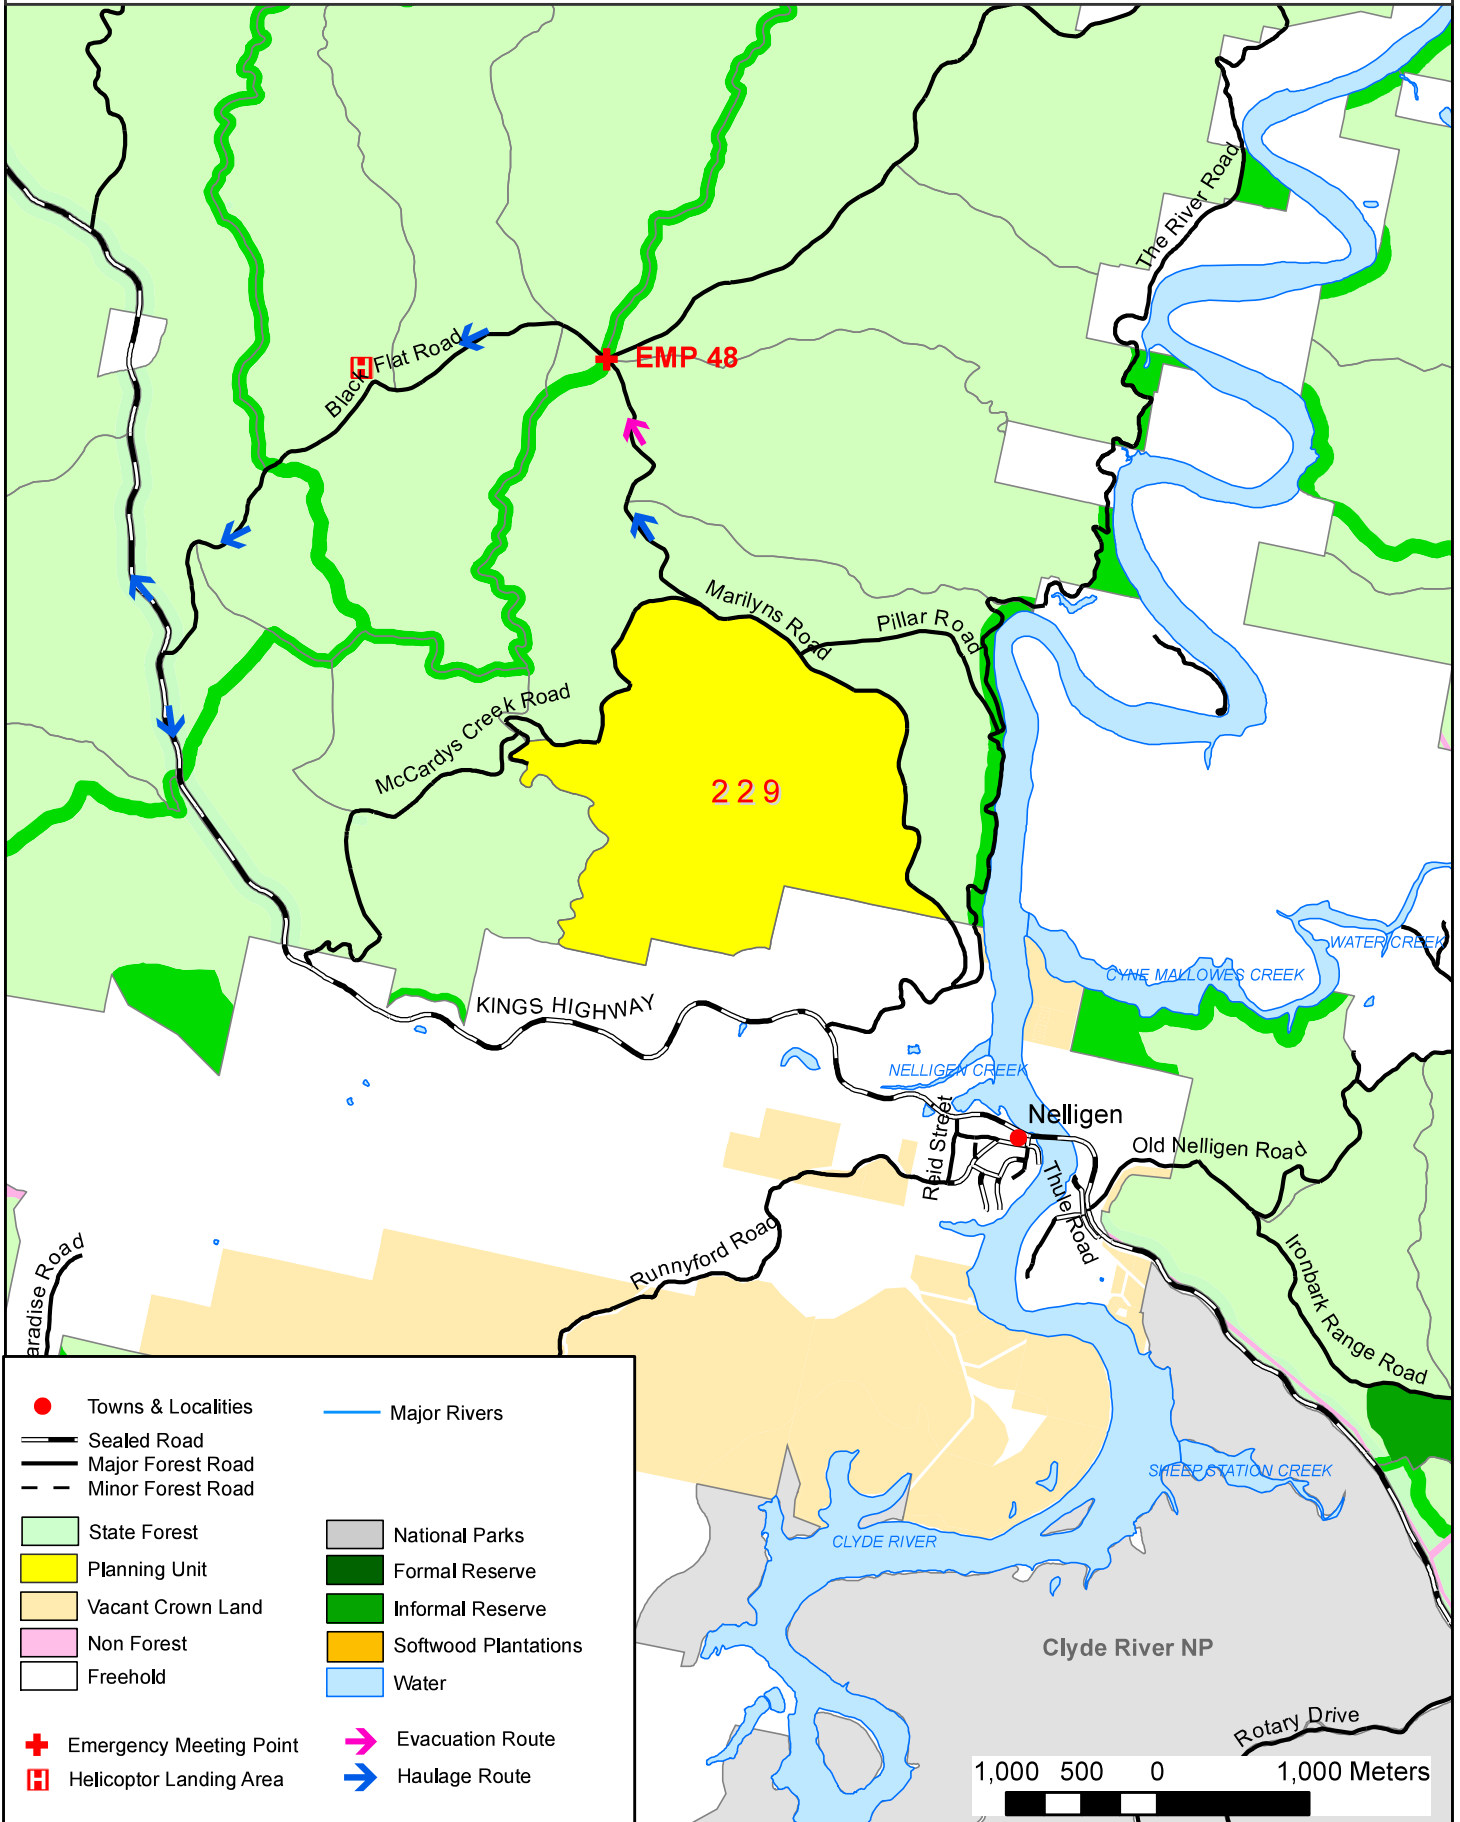 The River Road
Black Flat Road
H
EMP 48
Marilyns Road
Pillar Road
McCardys Creek Road
229
WATER CREEK
CYNE MALLOWES CREEK
KINGS HIGHWAY
NELLIGEN CREEK
Nelligen
Reid Street
Old Nelligen Road
Thule Road
Runnyford Road
Ironbark Range Road
aradise Road
SHEEP STATION CREEK
CLYDE RIVER
Clyde River NP
Rotary Drive
Towns & Localities
Sealed Road
Major Forest Road
Minor Forest Road
State Forest
Planning Unit
Vacant Crown Land
Non Forest
Freehold
Emergency Meeting Point
H Helicoptor Landing Area
Major Rivers
National Parks
Formal Reserve
Informal Reserve
Softwood Plantations
Water
Evacuation Route
Haulage Route
1,000 500 0 1,000 Meters